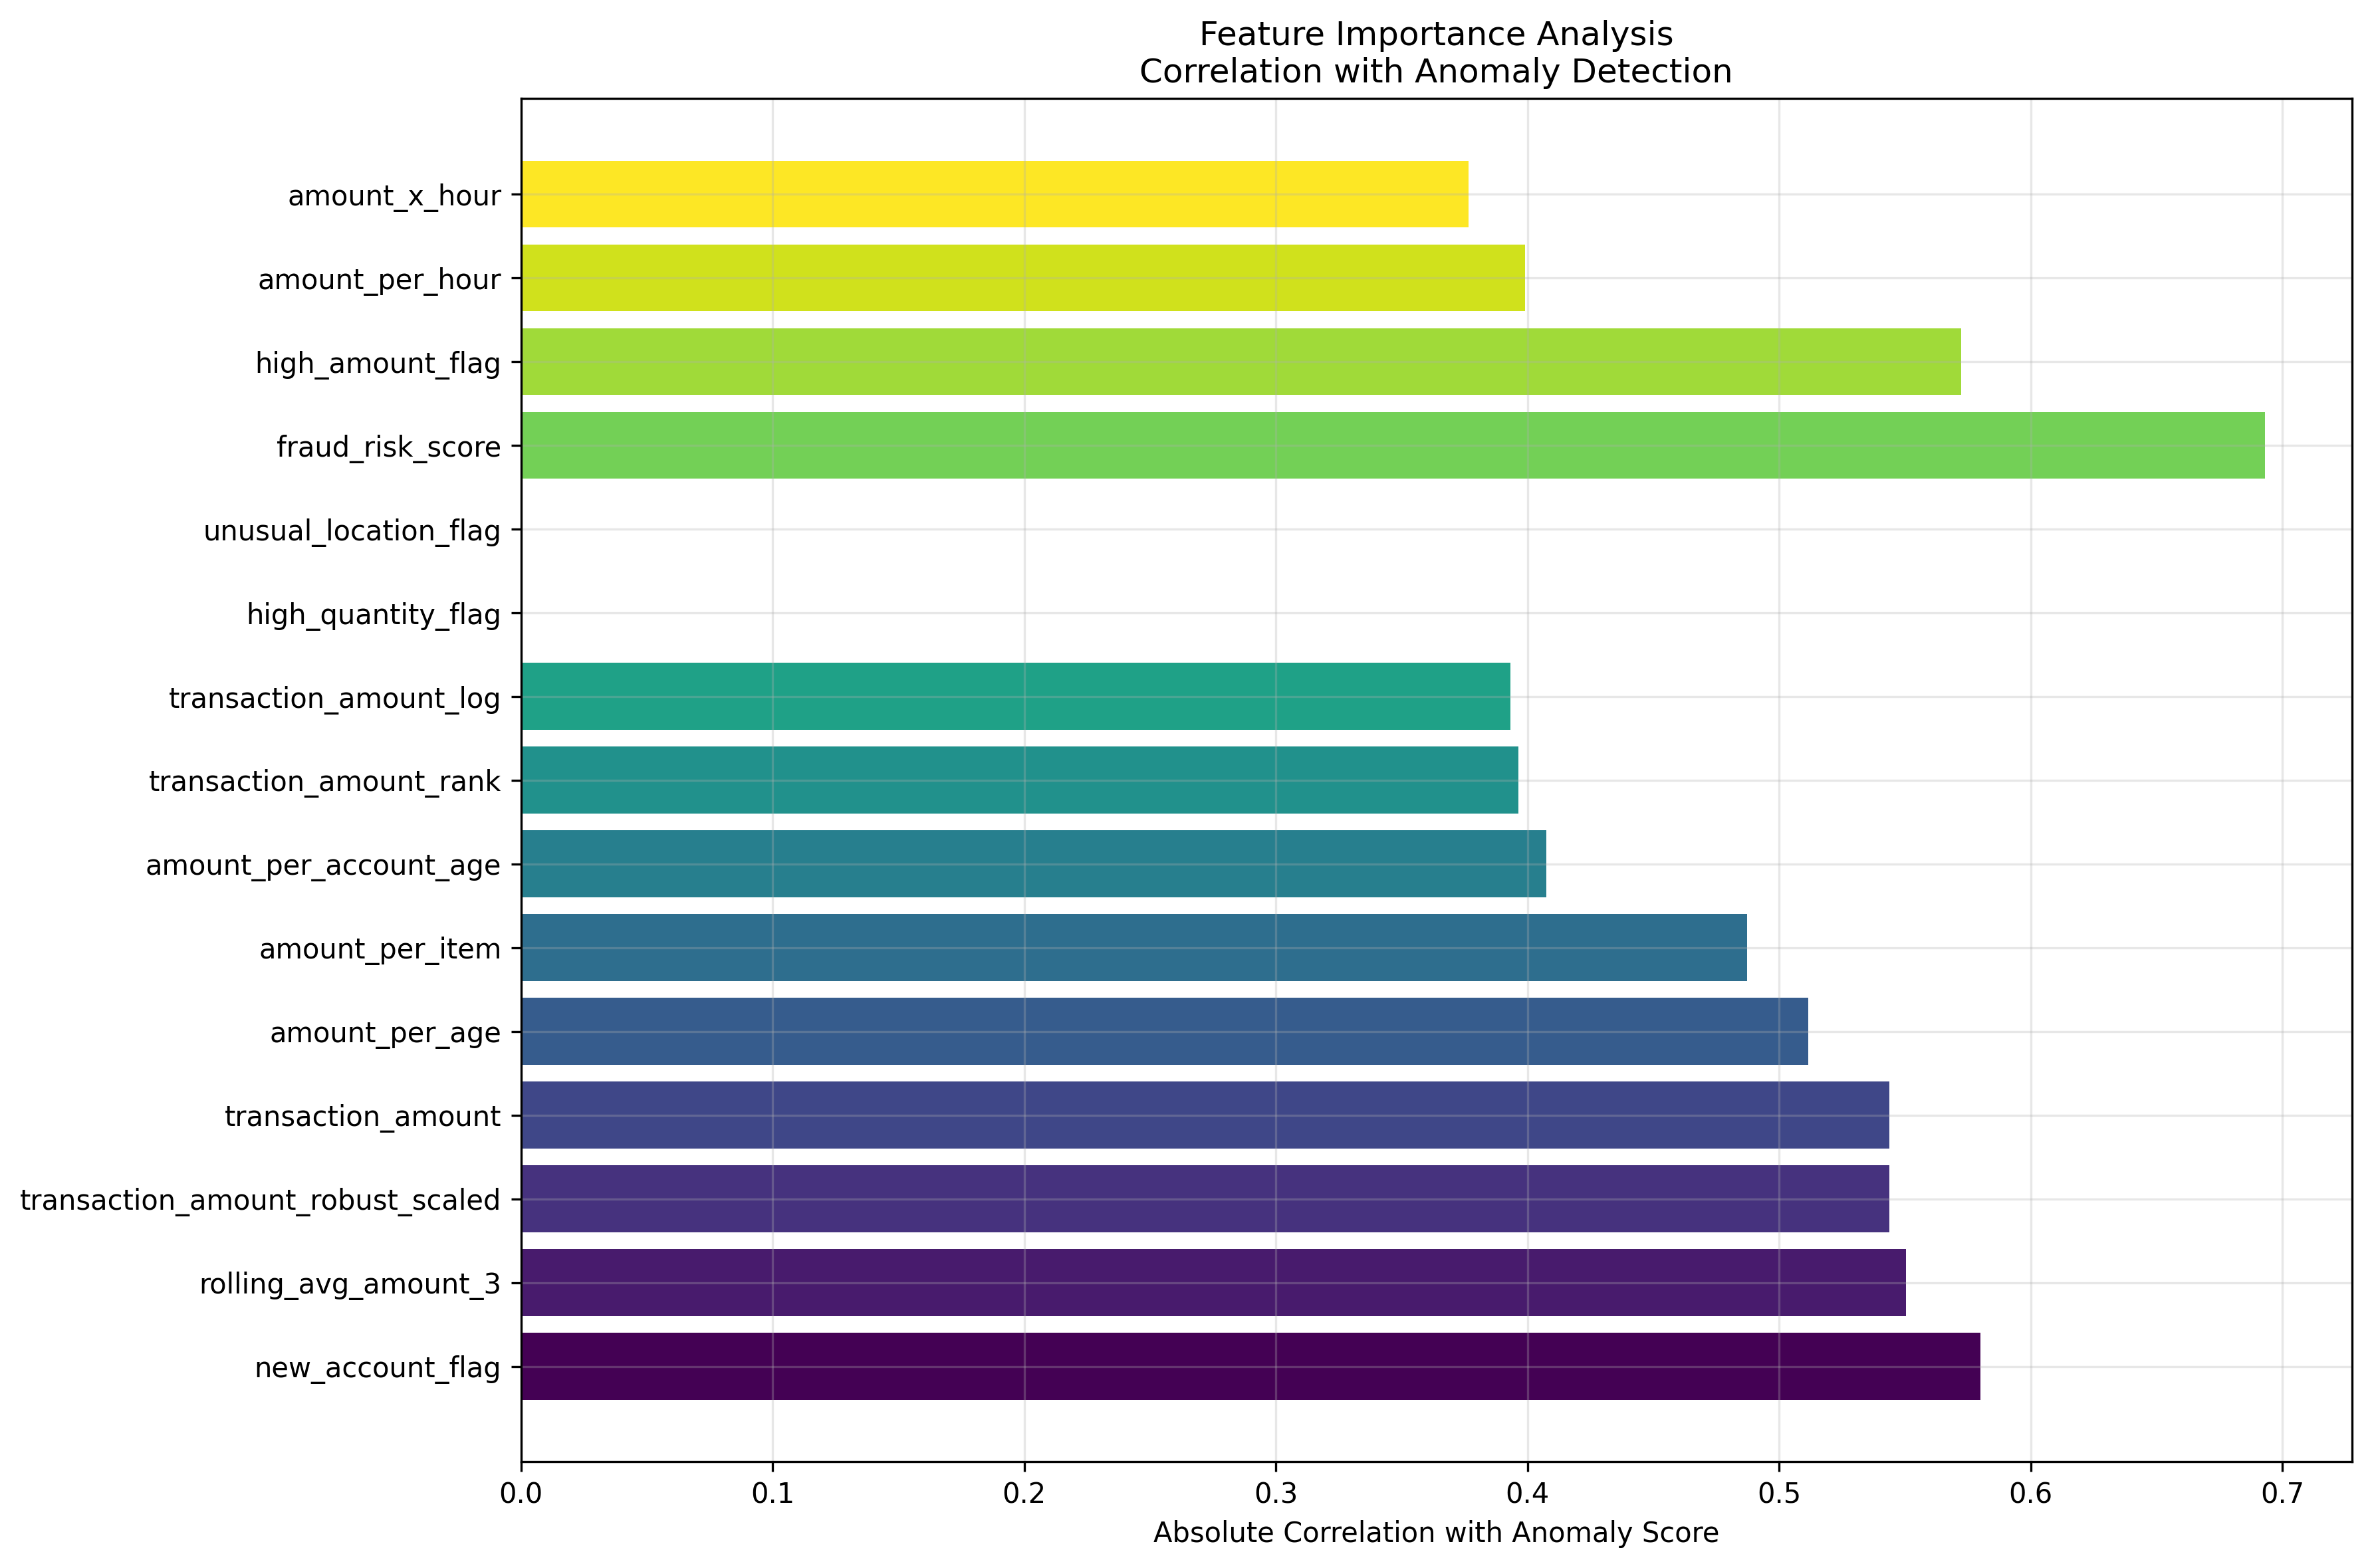 Feature Importance Analysis
Correlation with Anomaly Detection
amount_x_hour
amount_per_hour
high_amount_flag
fraud_risk_score
unusual_location_flag
high_quantity_flag
transaction_amount_log
transaction_amount_rank
amount_per_account_age
amount_per_item
amount_per_age
transaction_amount
transaction_amount_robust_scaled
rolling_avg_amount_3
new_account_flag
0.0 0.1 0.2 0.3 0.4 0.5 0.6 0.7
Absolute Correlation with Anomaly Score